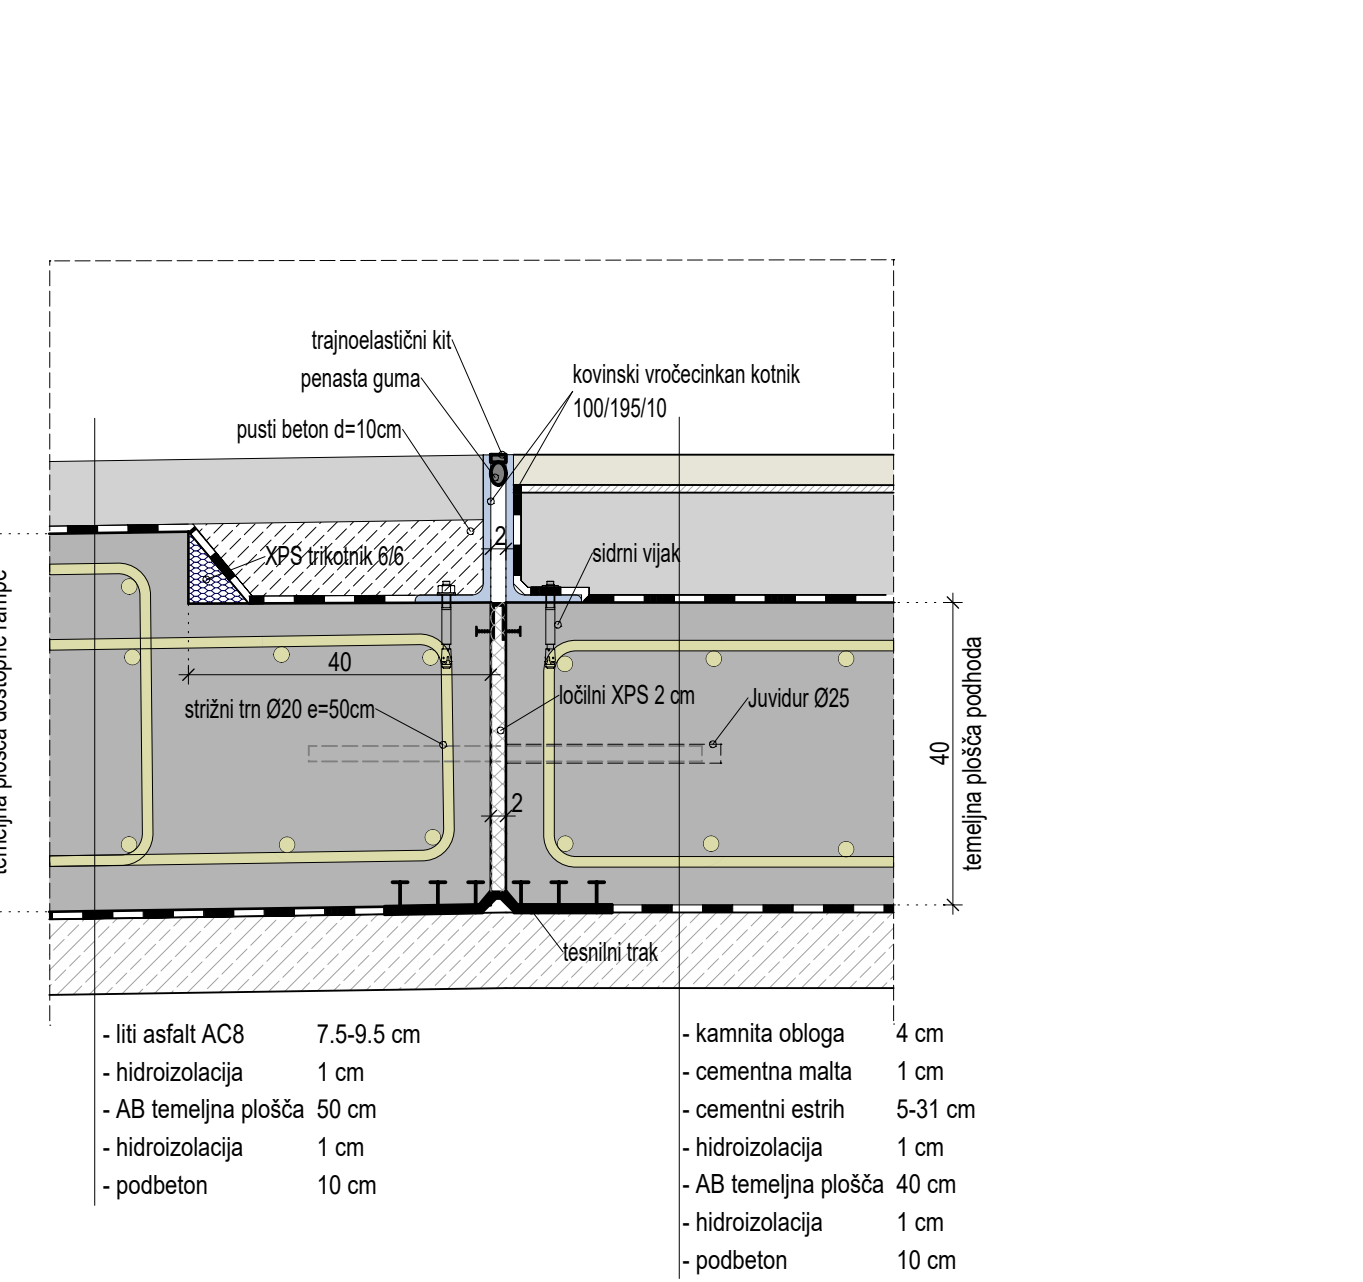 trajnoelastični kit
penasta guma
kovinski vročecinkan kotnik
100/195/10
pusti beton d=10cm
2
sidrni vijak
XPS trikotnik 6/6
40
ločilni XPS 2 cm
strižni trn Ø20 e=50cm
Juvidur Ø25
2
40
temeljna plošča podhoda
temeljna plošča dostopne rampe
tesnilni trak
- liti asfalt AC8 7.5-9.5 cm
- hidroizolacija 1 cm
- AB temeljna plošča 50 cm
- hidroizolacija 1 cm
- podbeton 10 cm
- kamnita obloga 4 cm
- cementna malta 1 cm
- cementni estrih 5-31 cm
- hidroizolacija 1 cm
- AB temeljna plošča 40 cm
- hidroizolacija 1 cm
- podbeton 10 cm